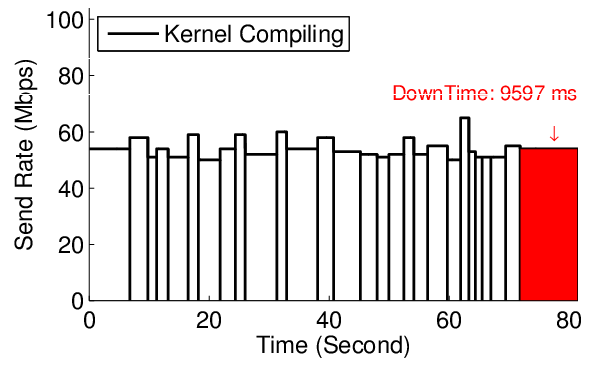 100
Kernel Compiling
80
DownTime: 9597 ms
60
↓
40
20
0
Send Rate (Mbps)
0 20 40 60 80
Time (Second)